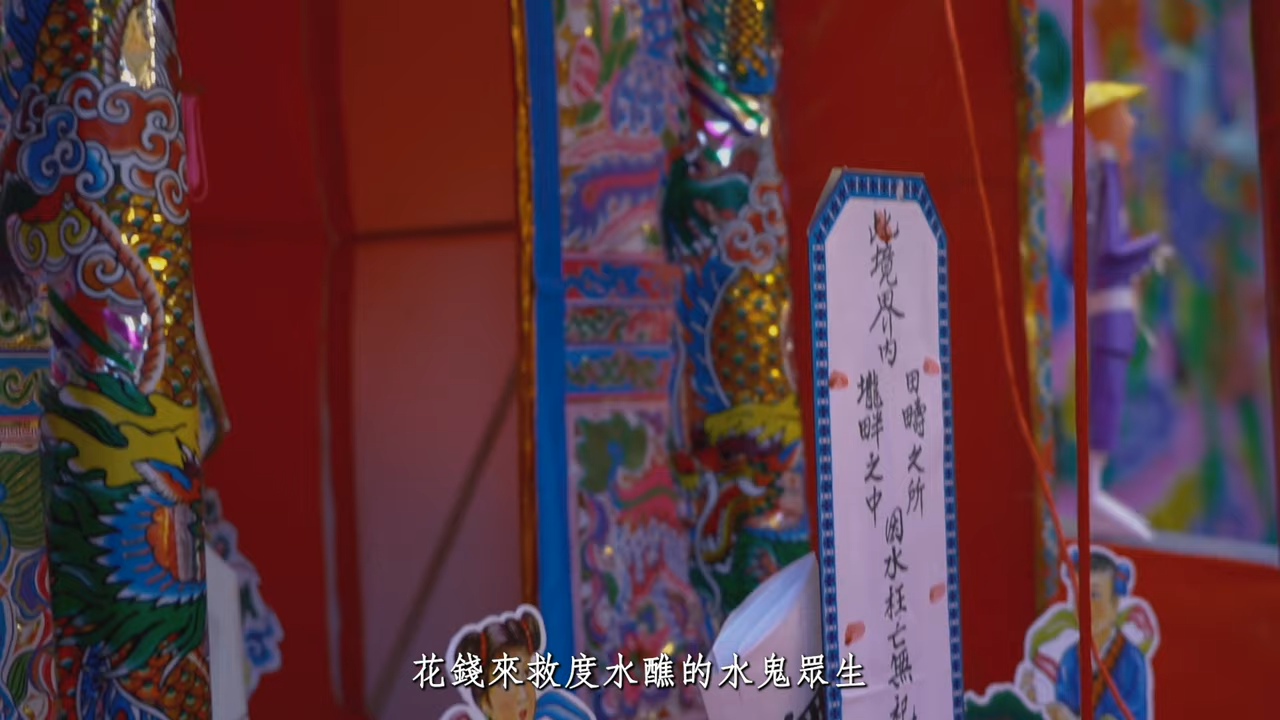 此境界內
田疇之所
壠畔之中
因水枉亡無祀
花錢來救度水醮的水鬼眾生